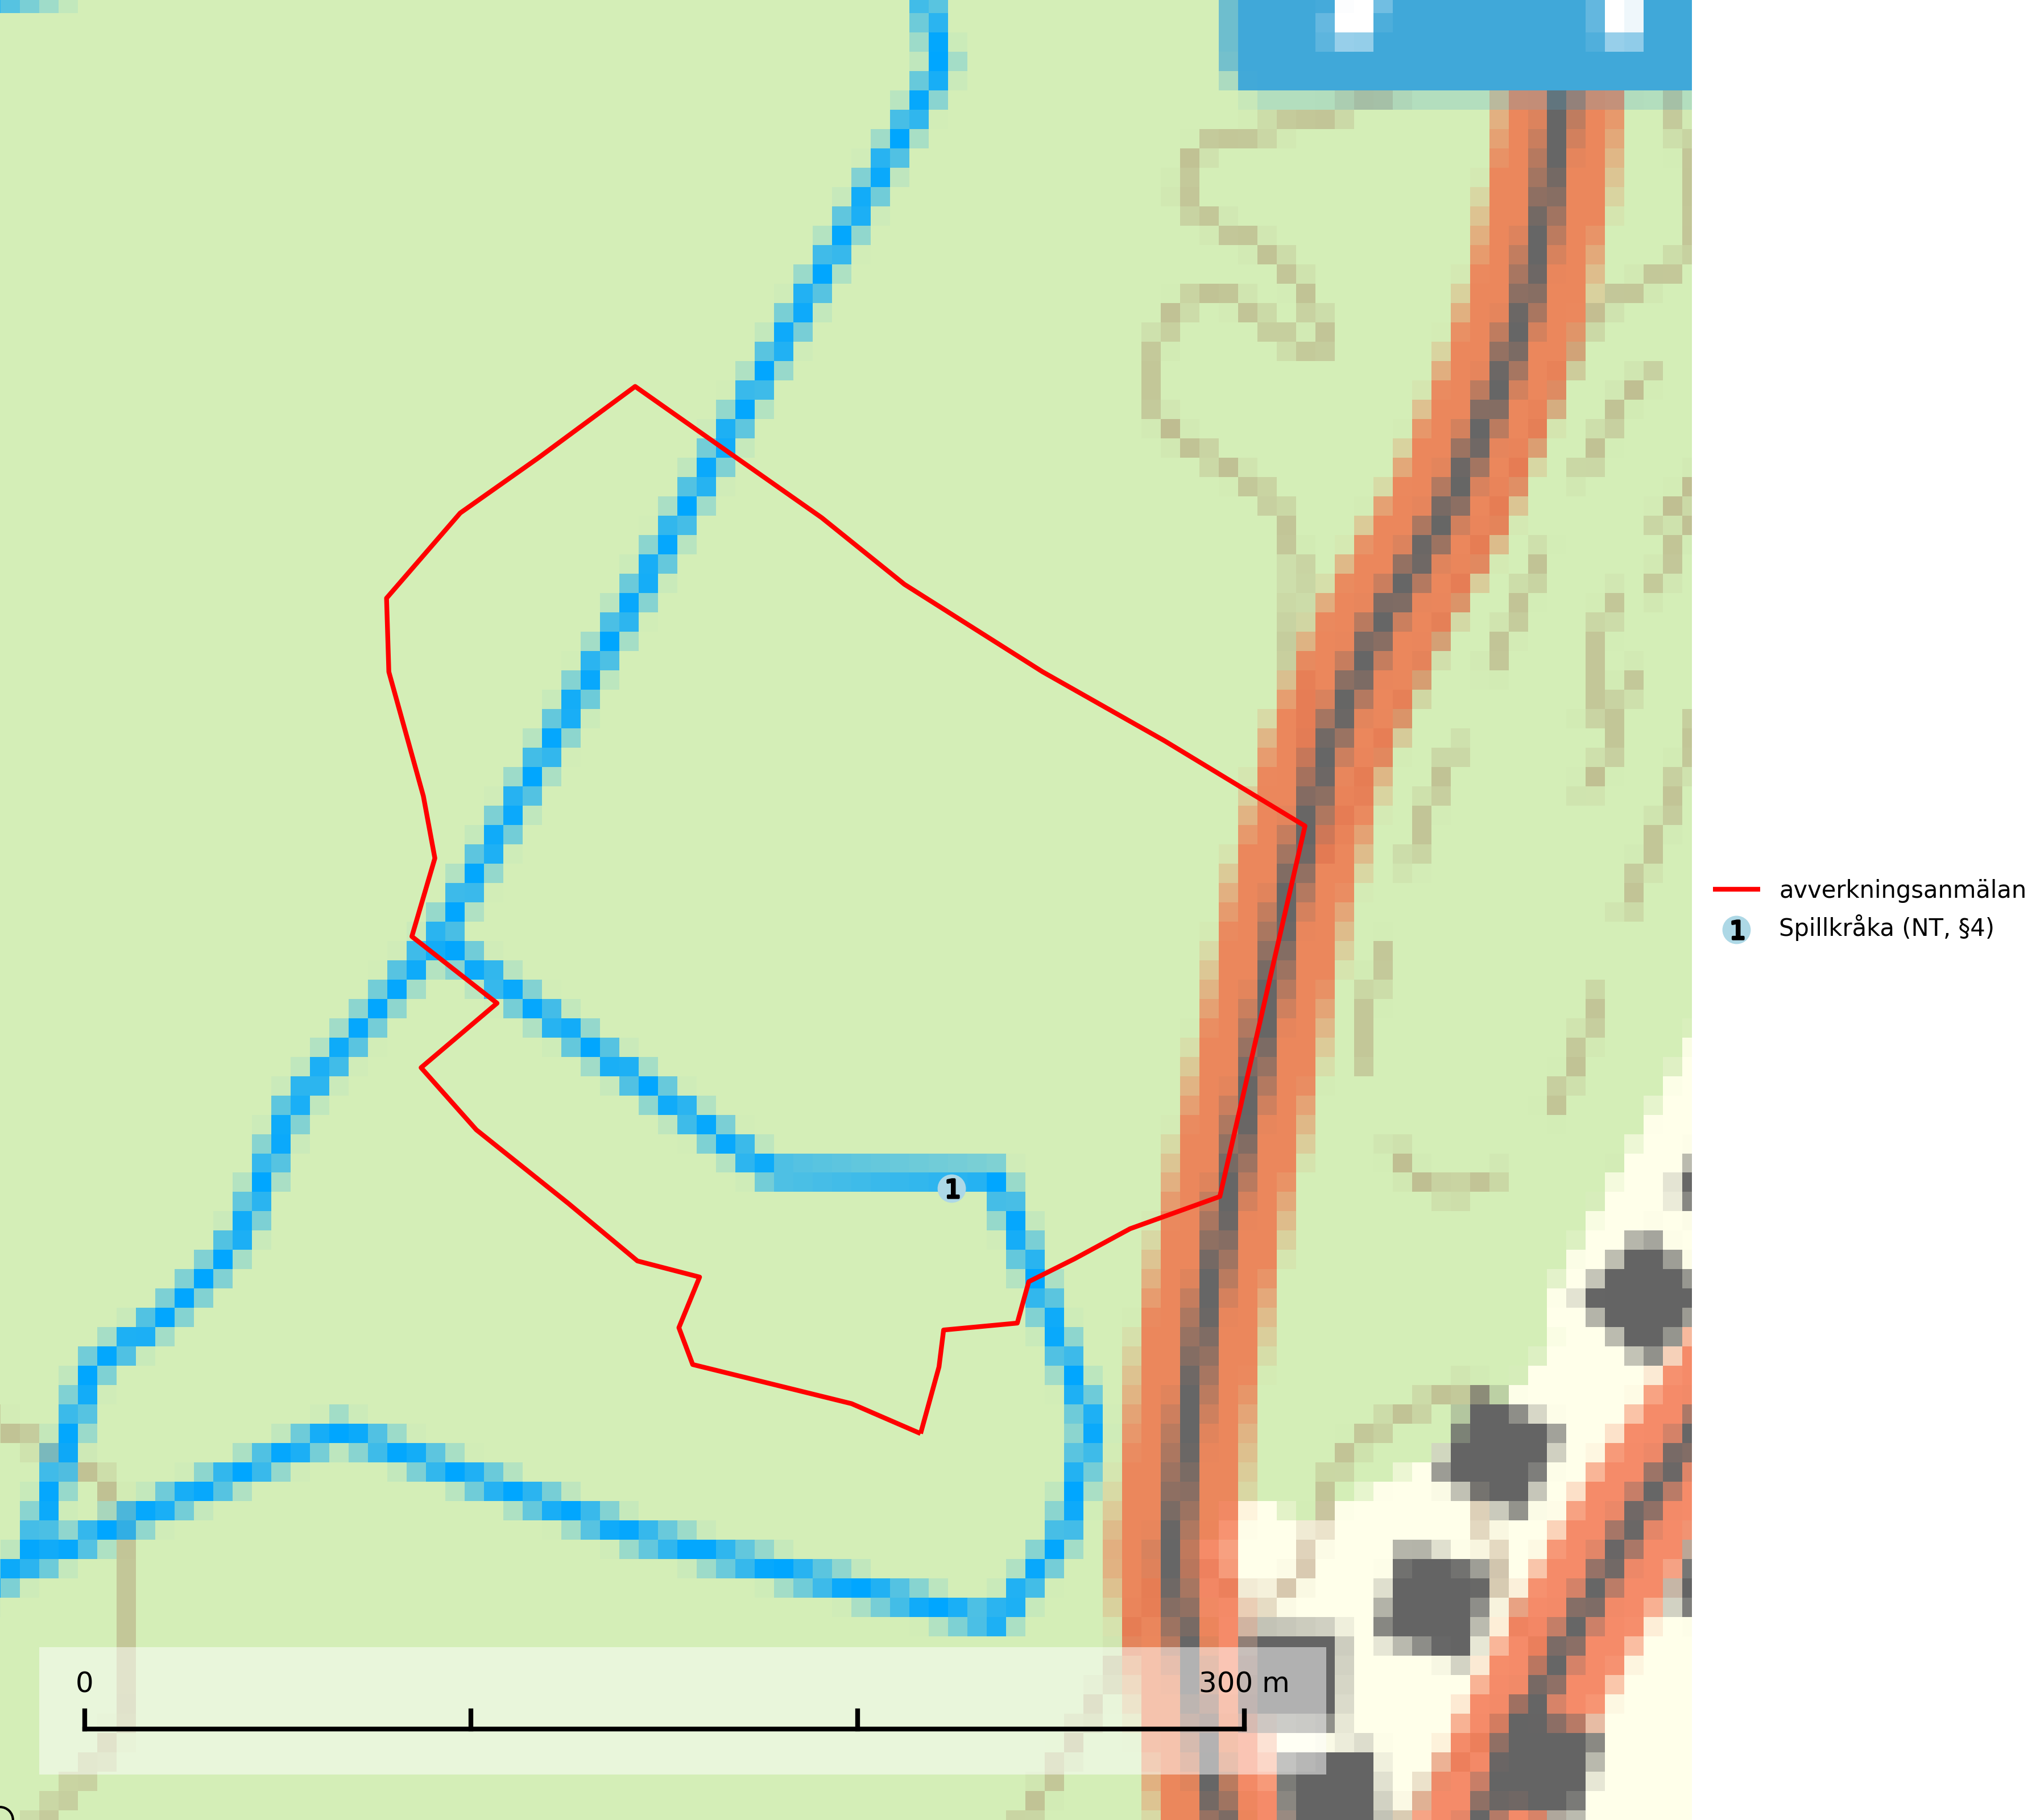 avverkningsanmälan
1 Spillkråka (NT, §4)
1
0 300 m